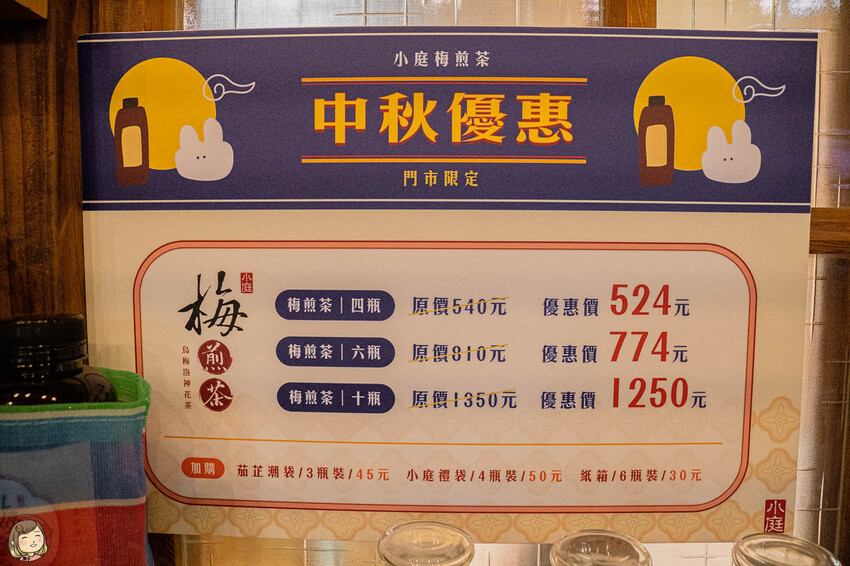 小庭梅煎茶
中秋優惠
門市限定
小庭
梅煎茶
烏梅洛神花茶
梅煎茶｜四瓶 原價540元 優惠價 524元
梅煎茶｜六瓶 原價810元 優惠價 774元
梅煎茶｜十瓶 原價1350元 優惠價 1250元
加購 茄芷潮袋/3瓶裝/45元 小庭禮袋/4瓶裝/50元 紙箱/6瓶裝/30元
小庭